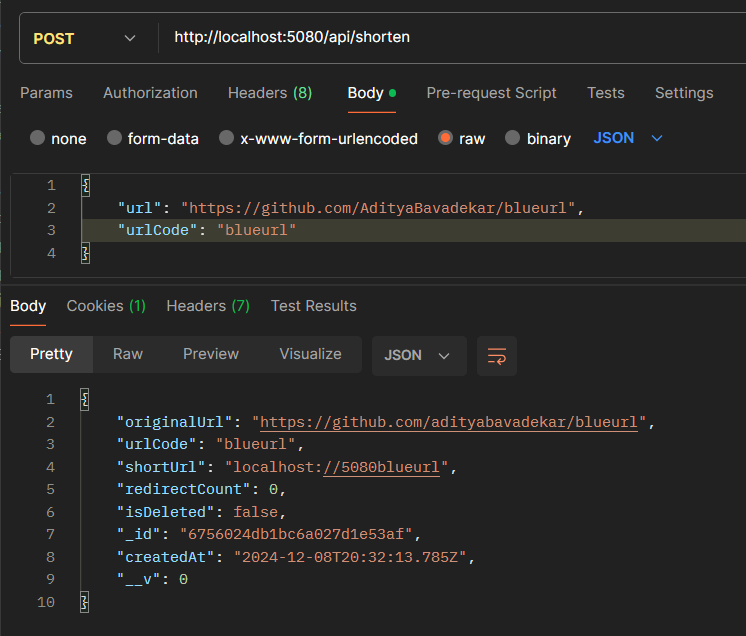 POST http://localhost:5080/api/shorten
Params Authorization Headers (8) Body Pre-request Script Tests Settings
none form-data x-www-form-urlencoded raw binary JSON
1 {
2 "url": "https://github.com/AdityaBavadekar/blueurl",
3 "urlCode": "blueurl"
4 }
Body Cookies (1) Headers (7) Test Results
Pretty Raw Preview Visualize JSON
1 {
2 "originalUrl": "https://github.com/adityabavadekar/blueurl",
3 "urlCode": "blueurl",
4 "shortUrl": "localhost://5080blueurl",
5 "redirectCount": 0,
6 "isDeleted": false,
7 "_id": "6756024db1bc6a027d1e53af",
8 "createdAt": "2024-12-08T20:32:13.785Z",
9 "__v": 0
10 }